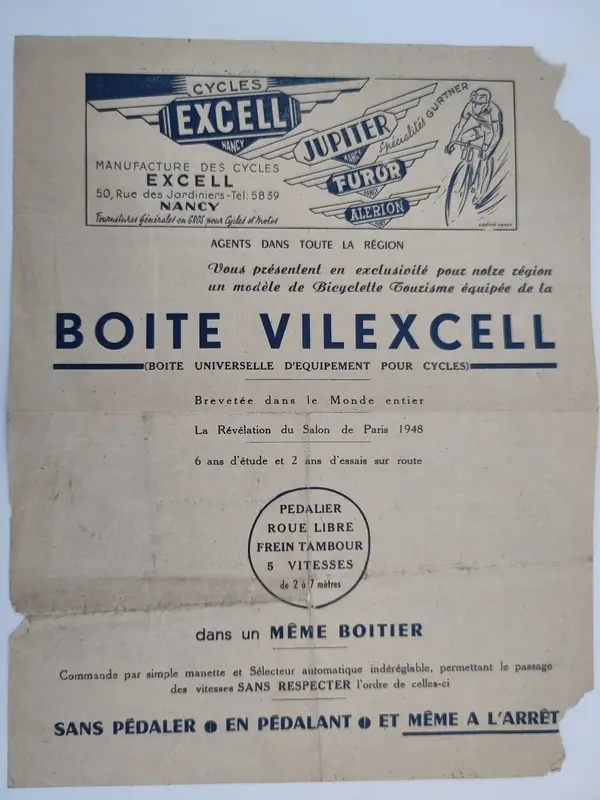 CYCLES
EXCELL
NANCY
JUPITER
NANCY
Spécialités GURTNER
FUROR
NANCY
ALERION
MANUFACTURE DES CYCLES
EXCELL
50, Rue des Jardiniers-Tel: 5839
NANCY
Fournitures Générales en GROS pour Cycles et Motos
AGENTS DANS TOUTE LA RÉGION
Vous présentent en exclusivité pour notre région
un modèle de Bicyclette Tourisme équipée de la
BOITE VILEXCELL
(BOITE UNIVERSELLE D'EQUIPEMENT POUR CYCLES)
Brevetée dans le Monde entier
La Révélation du Salon de Paris 1948
6 ans d'étude et 2 ans d'essais sur route
PEDALIER
ROUE LIBRE
FREIN TAMBOUR
5 VITESSES
de 2 à 7 mètres
dans un MÊME BOITIER
Commande par simple manette et Sélecteur automatique indéréglable, permettant le passage
des vitesses SANS RESPECTER l'ordre de celles-ci
SANS PÉDALER EN PÉDALANT ET MÊME A L'ARRÊT